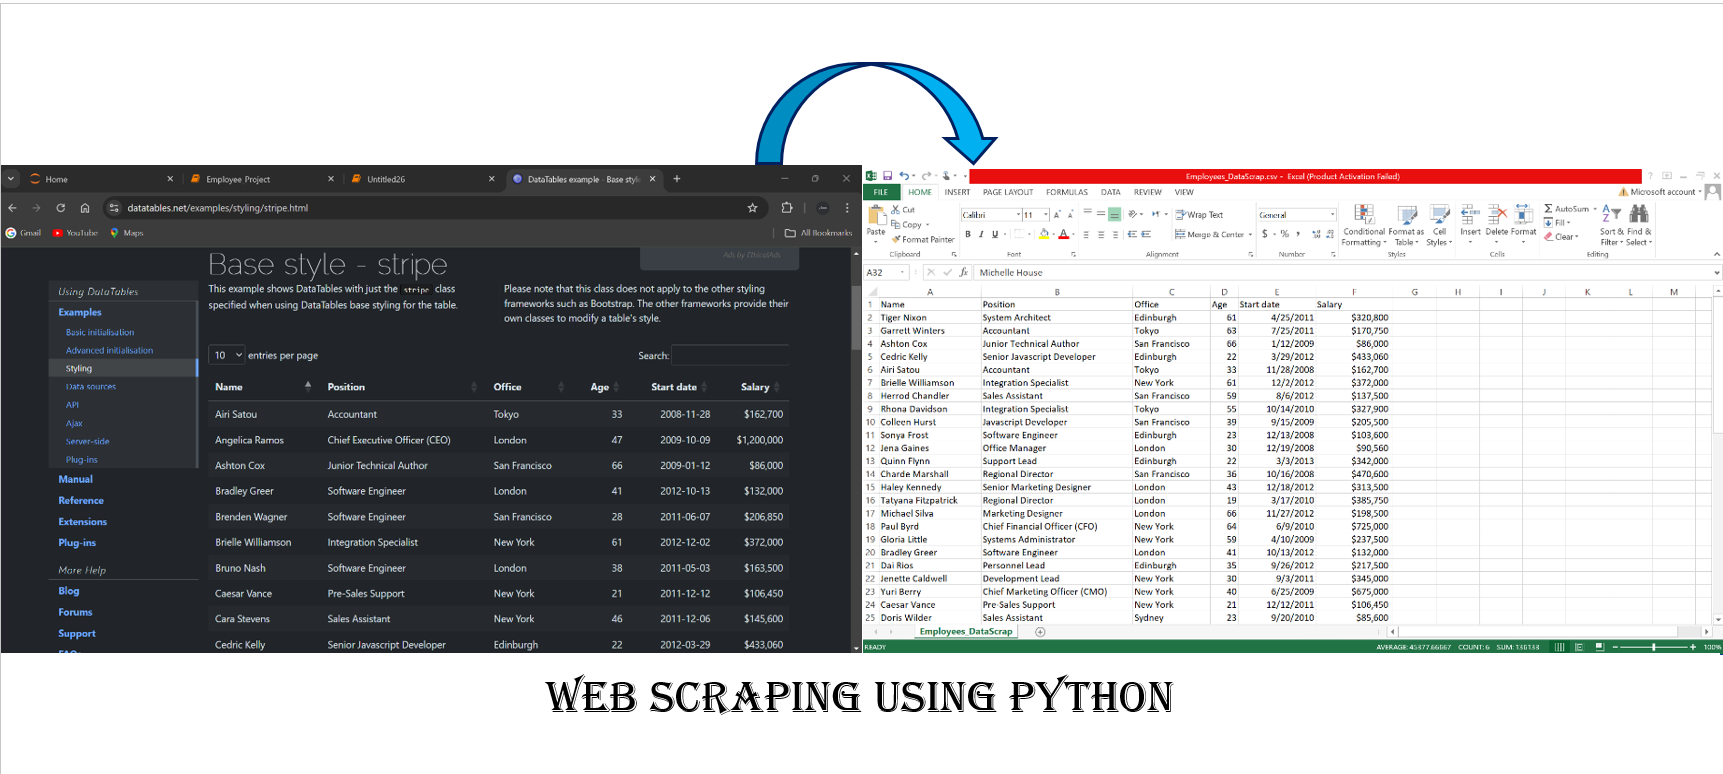 Home
Employee Project
Untitled26
DataTables example - Base style
datatables.net/examples/styling/stripe.html
Gmail YouTube Maps All Bookmarks
Base style - stripe
Ads by EthicalAds
This example shows DataTables with just the stripe class
specified when using DataTables base styling for the table.
Please note that this class does not apply to the other styling
frameworks such as Bootstrap. The other frameworks provide their
own classes to modify a table's style.
Using DataTables
Examples
Basic initialisation
Advanced initialisation
Styling
Data sources
API
Ajax
Server-side
Plug-ins
Manual
Reference
Extensions
Plug-ins
More Help
Blog
Forums
Support
FAQs
10 entries per page Search:
Name Position Office Age Start date Salary
Airi Satou Accountant Tokyo 33 2008-11-28 $162,700
Angelica Ramos Chief Executive Officer (CEO) London 47 2009-10-09 $1,200,000
Ashton Cox Junior Technical Author San Francisco 66 2009-01-12 $86,000
Bradley Greer Software Engineer London 41 2012-10-13 $132,000
Brenden Wagner Software Engineer San Francisco 28 2011-06-07 $206,850
Brielle Williamson Integration Specialist New York 61 2012-12-02 $372,000
Bruno Nash Software Engineer London 38 2011-05-03 $163,500
Caesar Vance Pre-Sales Support New York 21 2011-12-12 $106,450
Cara Stevens Sales Assistant New York 46 2011-12-06 $145,600
Cedric Kelly Senior Javascript Developer Edinburgh 22 2012-03-29 $433,060
Employees_DataScrap.csv - Excel (Product Activation Failed)
FILE HOME INSERT PAGE LAYOUT FORMULAS DATA REVIEW VIEW Microsoft account
Paste
Cut
Copy
Format Painter
Clipboard
Calibri 11
B I U
Font
Wrap Text
Merge & Center
Alignment
General
$ % ,
Number
Conditional Formatting
Format as Table
Cell Styles
Styles
Insert Delete Format
Cells
AutoSum
Fill
Clear
Sort & Filter
Find & Select
Editing
A32 fx Michelle House
A B C D E F G H I J K L M
1 Name Position Office Age Start date Salary
2 Tiger Nixon System Architect Edinburgh 61 4/25/2011 $320,800
3 Garrett Winters Accountant Tokyo 63 7/25/2011 $170,750
4 Ashton Cox Junior Technical Author San Francisco 66 1/12/2009 $86,000
5 Cedric Kelly Senior Javascript Developer Edinburgh 22 3/29/2012 $433,060
6 Airi Satou Accountant Tokyo 33 11/28/2008 $162,700
7 Brielle Williamson Integration Specialist New York 61 12/2/2012 $372,000
8 Herrod Chandler Sales Assistant San Francisco 59 8/6/2012 $137,500
9 Rhona Davidson Integration Specialist Tokyo 55 10/14/2010 $327,900
10 Colleen Hurst Javascript Developer San Francisco 39 9/15/2009 $205,500
11 Sonya Frost Software Engineer Edinburgh 23 12/13/2008 $103,600
12 Jena Gaines Office Manager London 30 12/19/2008 $90,560
13 Quinn Flynn Support Lead Edinburgh 22 3/3/2013 $342,000
14 Charde Marshall Regional Director San Francisco 36 10/16/2008 $470,600
15 Haley Kennedy Senior Marketing Designer London 43 12/18/2012 $313,500
16 Tatyana Fitzpatrick Regional Director London 19 3/17/2010 $385,750
17 Michael Silva Marketing Designer London 66 11/27/2012 $198,500
18 Paul Byrd Chief Financial Officer (CFO) New York 64 6/9/2010 $725,000
19 Gloria Little Systems Administrator New York 59 4/10/2009 $237,500
20 Bradley Greer Software Engineer London 41 10/13/2012 $132,000
21 Dai Rios Personnel Lead Edinburgh 35 9/26/2012 $217,500
22 Jenette Caldwell Development Lead New York 30 9/3/2011 $345,000
23 Yuri Berry Chief Marketing Officer (CMO) New York 40 6/25/2009 $675,000
24 Caesar Vance Pre-Sales Support New York 21 12/12/2011 $106,450
25 Doris Wilder Sales Assistant Sydney 23 9/20/2010 $85,600
Employees_DataScrap
READY AVERAGE: 45377.66667 COUNT: 6 SUM: 136133 100%
WEB SCRAPING USING PYTHON